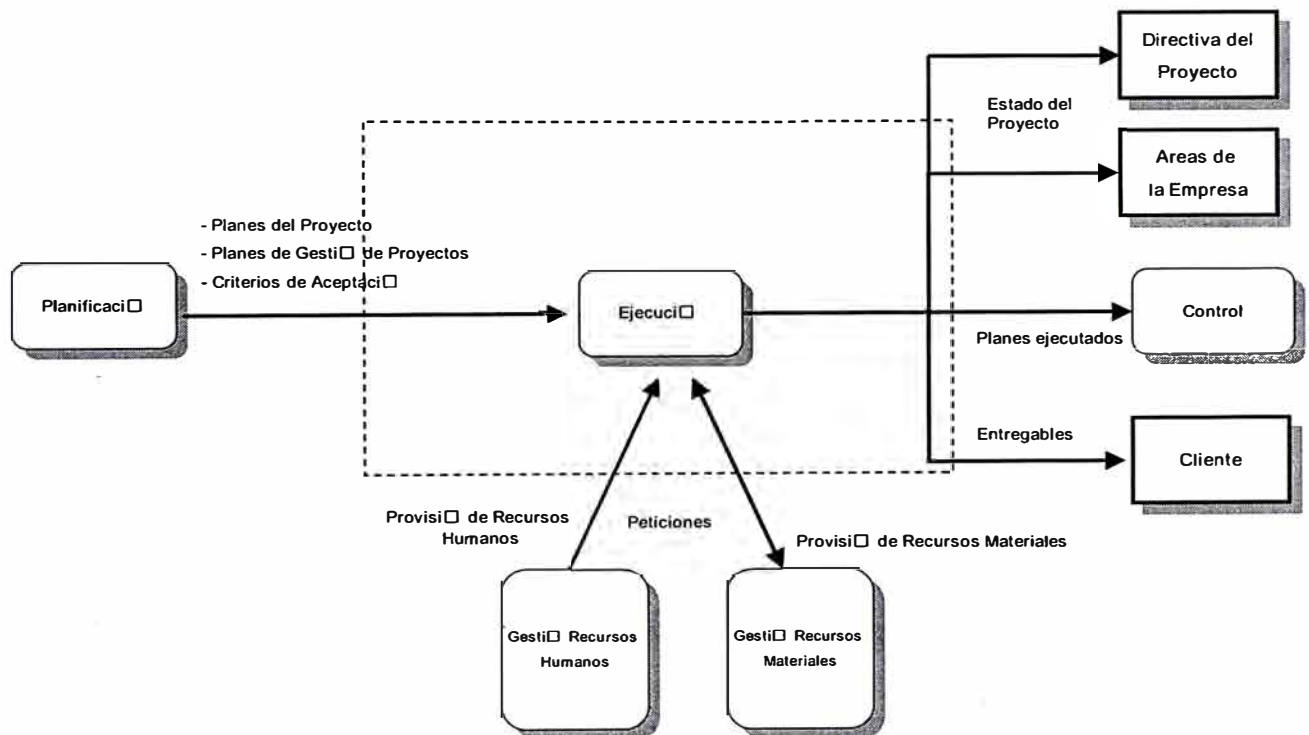 Directiva del
Proyecto
Estado del
Proyecto
Areas de
la Empresa
- Planes del Proyecto
- Planes de Gesti□ de Proyectos
- Criterios de Aceptaci□
Planificaci□
Ejecuci□
Control
Planes ejecutados
Entregables
Cliente
Provisi□ de Recursos
Humanos
Peticiones
Provisi□ de Recursos Materiales
Gesti□ Recursos
Humanos
Gesti□ Recursos
Materiales